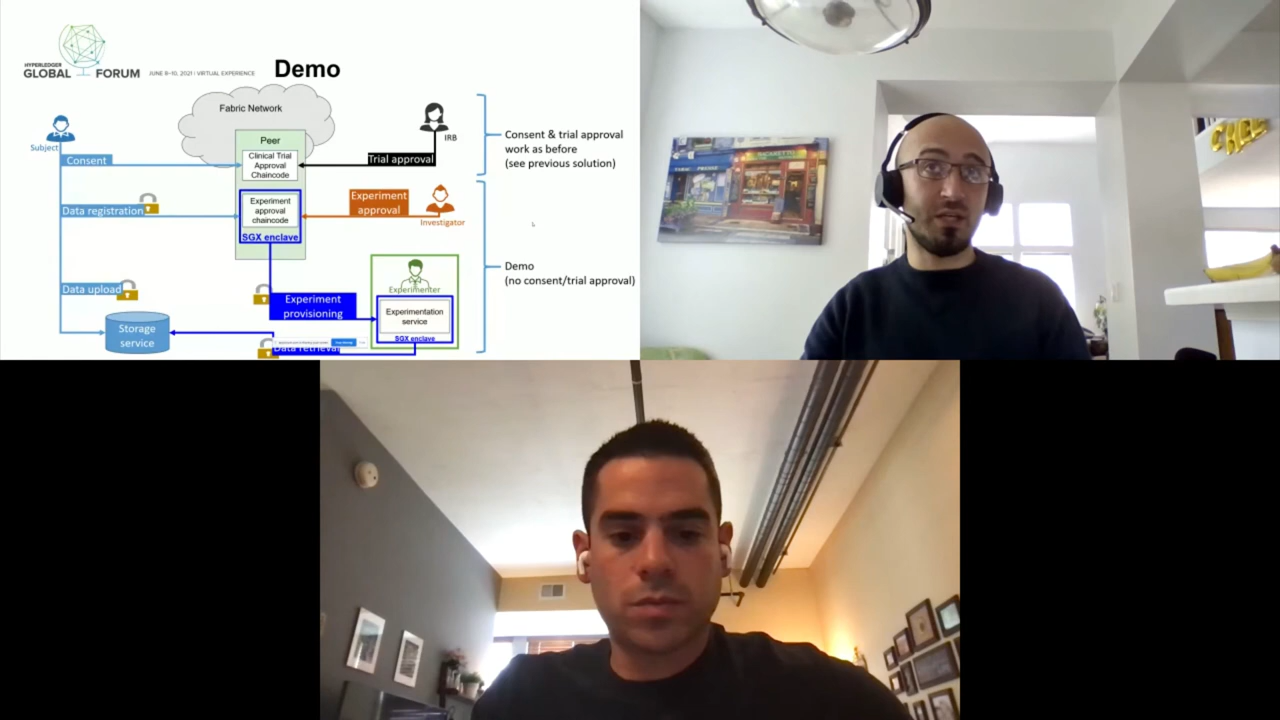 HYPERLEDGER
GLOBAL FORUM
JUNE 8–10, 2021 / VIRTUAL EXPERIENCE
Demo
Fabric Network
Peer
Subject
IRB
Consent
Clinical Trial
Approval
Chaincode
Trial approval
Consent & trial approval
work as before
(see previous solution)
Data registration
Experiment
approval
chaincode
SGX enclave
Experiment
approval
Investigator
Data upload
Experiment
provisioning
Experimenter
Experimentation
service
SGX enclave
Demo
(no consent/trial approval)
Storage
service
Data retrieval